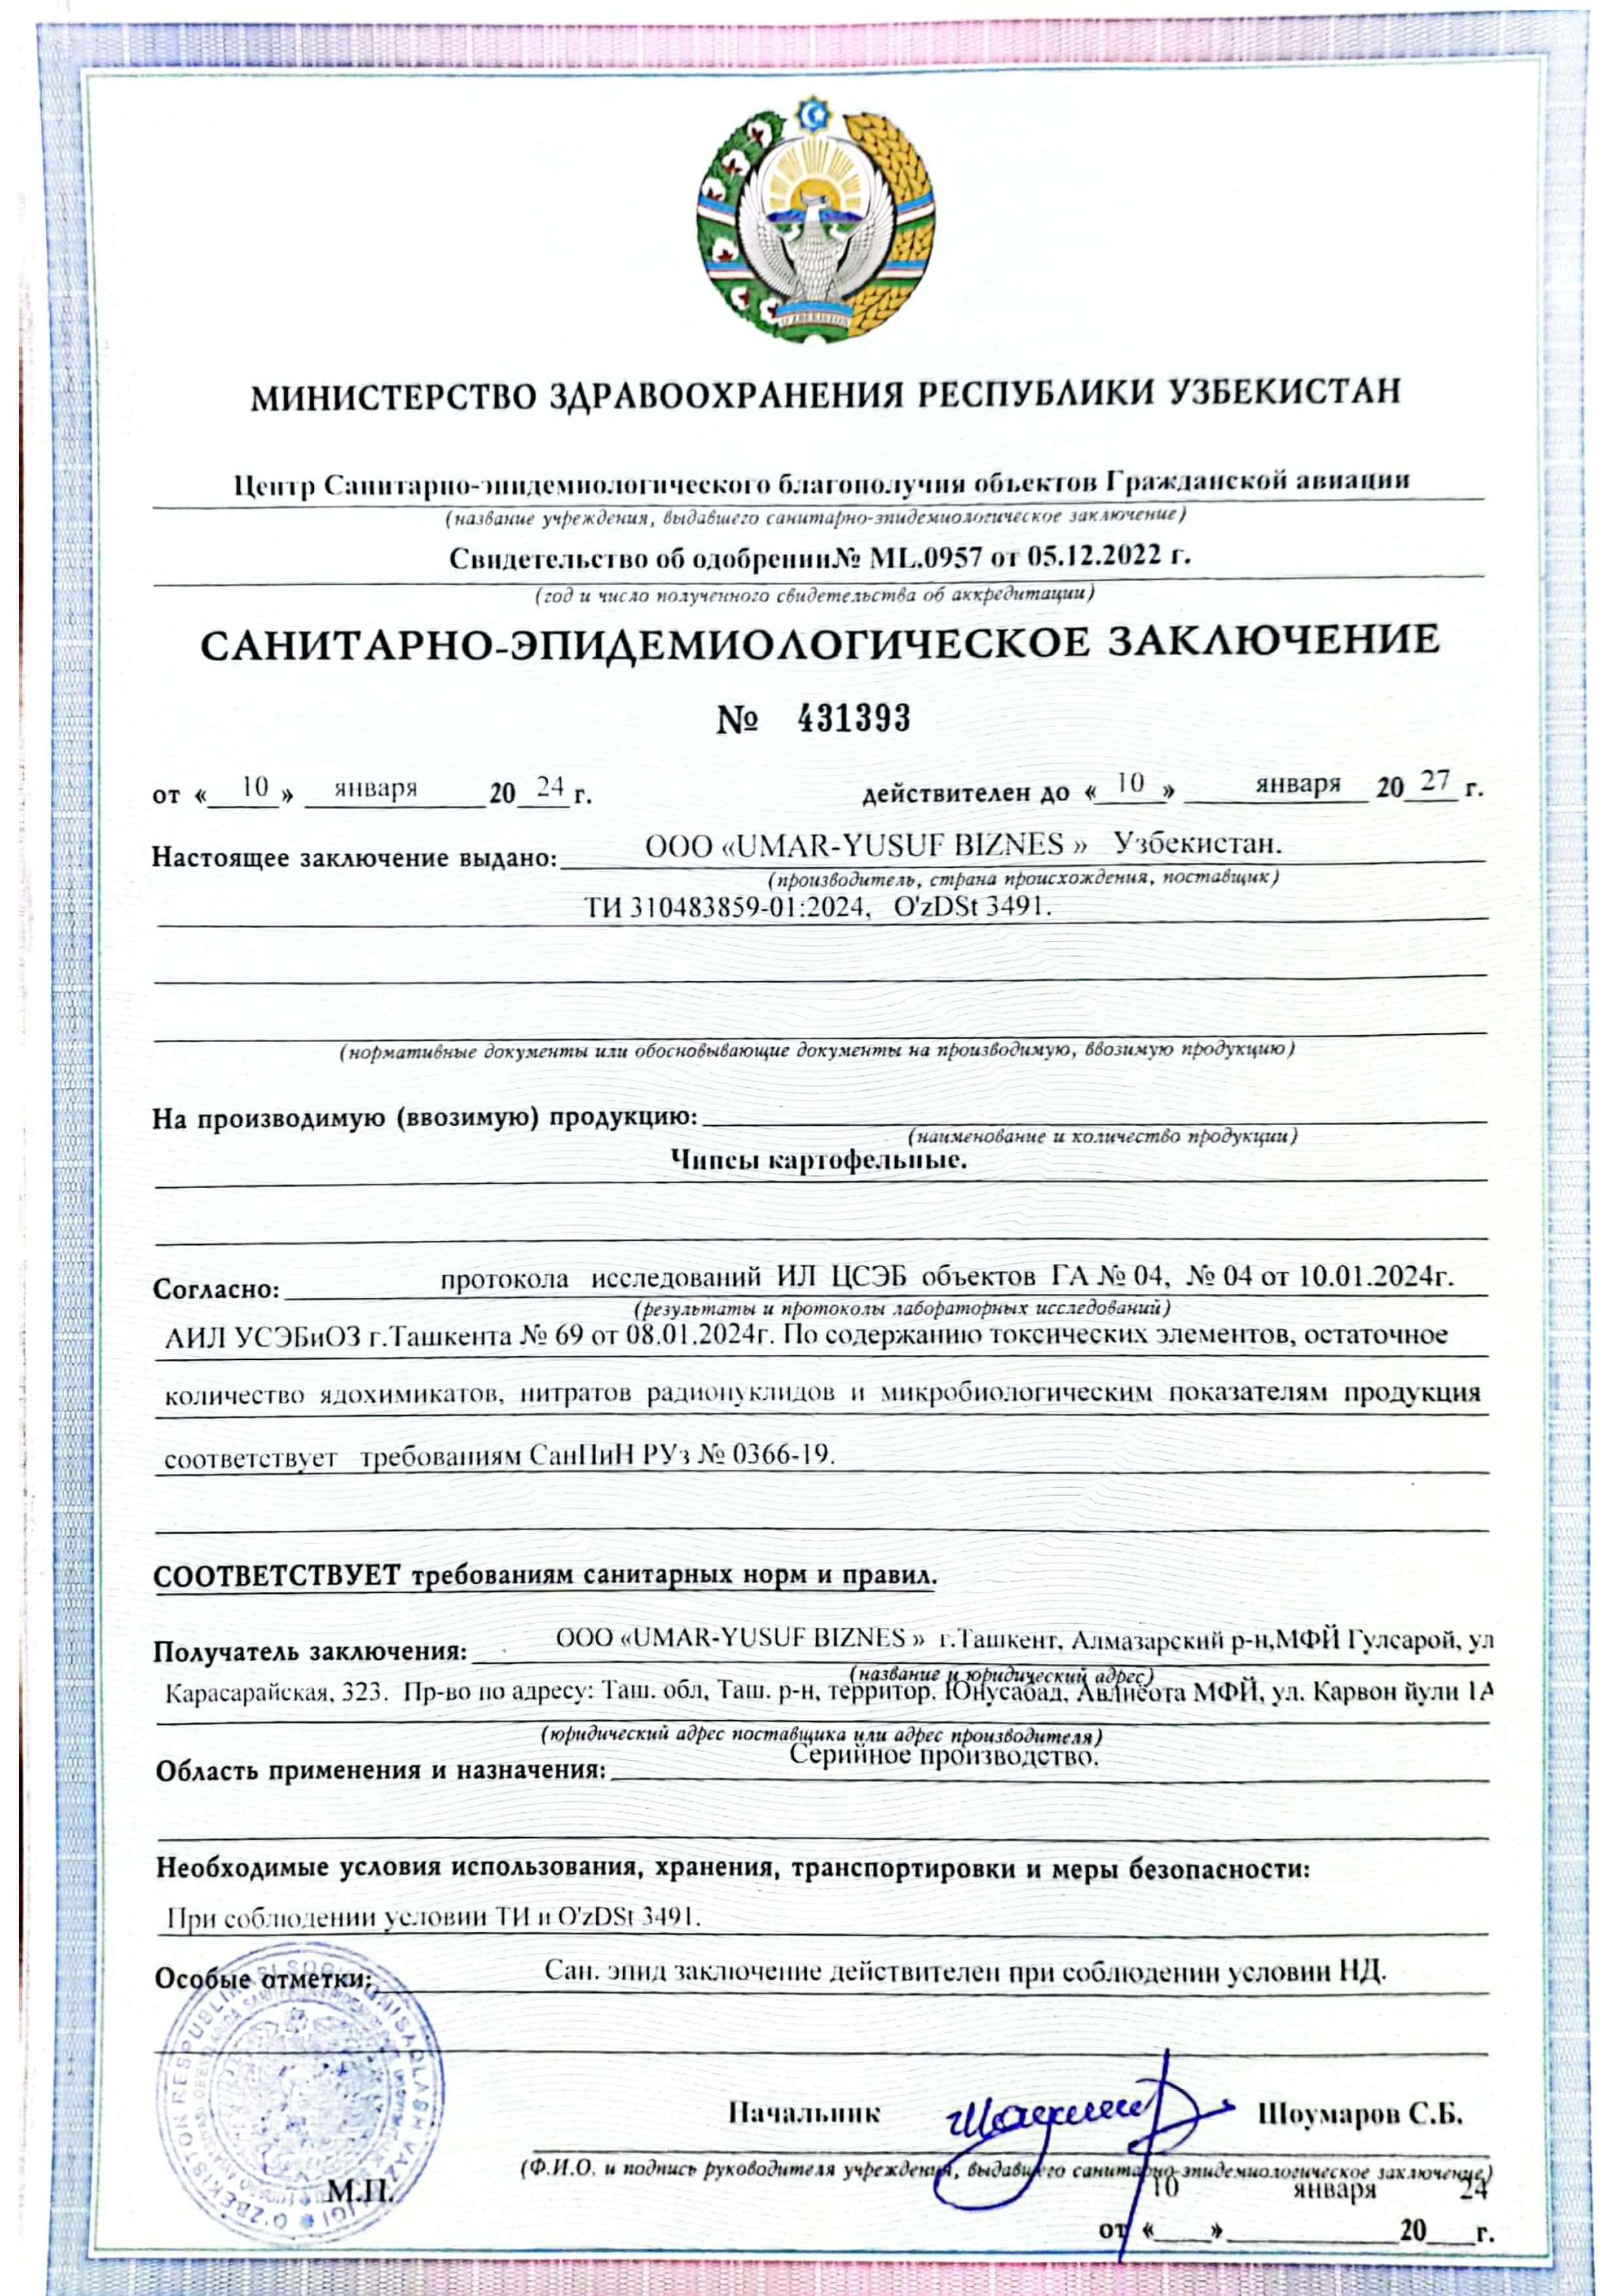 O'ZBEKISTON
МИНИСТЕРСТВО ЗДРАВООХРАНЕНИЯ РЕСПУБЛИКИ УЗБЕКИСТАН
Центр Санитарно-эпидемиологического благополучия объектов Гражданской авиации
(название учреждения, выдавшего санитарно-эпидемиологическое заключение)
Свидетельство об одобрении№ ML.0957 от 05.12.2022 г.
(год и число полученного свидетельства об аккредитации)
САНИТАРНО-ЭПИДЕМИОЛОГИЧЕСКОЕ ЗАКЛЮЧЕНИЕ
№ 431393
от « 10 » января 20 24 г. действителен до « 10 » января 20 27 г.
Настоящее заключение выдано: ООО «UMAR-YUSUF BIZNES » Узбекистан.
(производитель, страна происхождения, поставщик)
ТИ 310483859-01:2024, O'zDSt 3491.
(нормативные документы или обосновывающие документы на производимую, ввозимую продукцию)
На производимую (ввозимую) продукцию:
(наименование и количество продукции)
Чипсы картофельные.
Согласно: протокола исследований ИЛ ЦСЭБ объектов ГА № 04, № 04 от 10.01.2024г.
(результаты и протоколы лабораторных исследований)
АИЛ УСЭБиОЗ г.Ташкента № 69 от 08.01.2024г. По содержанию токсических элементов, остаточное
количество ядохимикатов, нитратов радионуклидов и микробиологическим показателям продукция
соответствует требованиям СанПиН РУз № 0366-19.
СООТВЕТСТВУЕТ требованиям санитарных норм и правил.
Получатель заключения: ООО «UMAR-YUSUF BIZNES » г.Ташкент, Алмазарский р-н,МФЙ Гулсарой, ул
(название и юридический адрес)
Карасарайская, 323. Пр-во по адресу: Таш. обл, Таш. р-н, территор. Юнусабад, Авлиёота МФЙ, ул. Карвон йули 1А
(юридический адрес поставщика или адрес производителя)
Область применения и назначения: Серийное производство.
Необходимые условия использования, хранения, транспортировки и меры безопасности:
При соблюдении условии ТИ и O'zDSt 3491.
Особые отметки: Сан. эпид заключение действителен при соблюдении условии НД.
Начальник Шоумаров С.Б.
(Ф.И.О. и подпись руководителя учреждения, выдавшего санитарно-эпидемиологическое заключение)
М.П.
10 января 24
от « » 20 г.